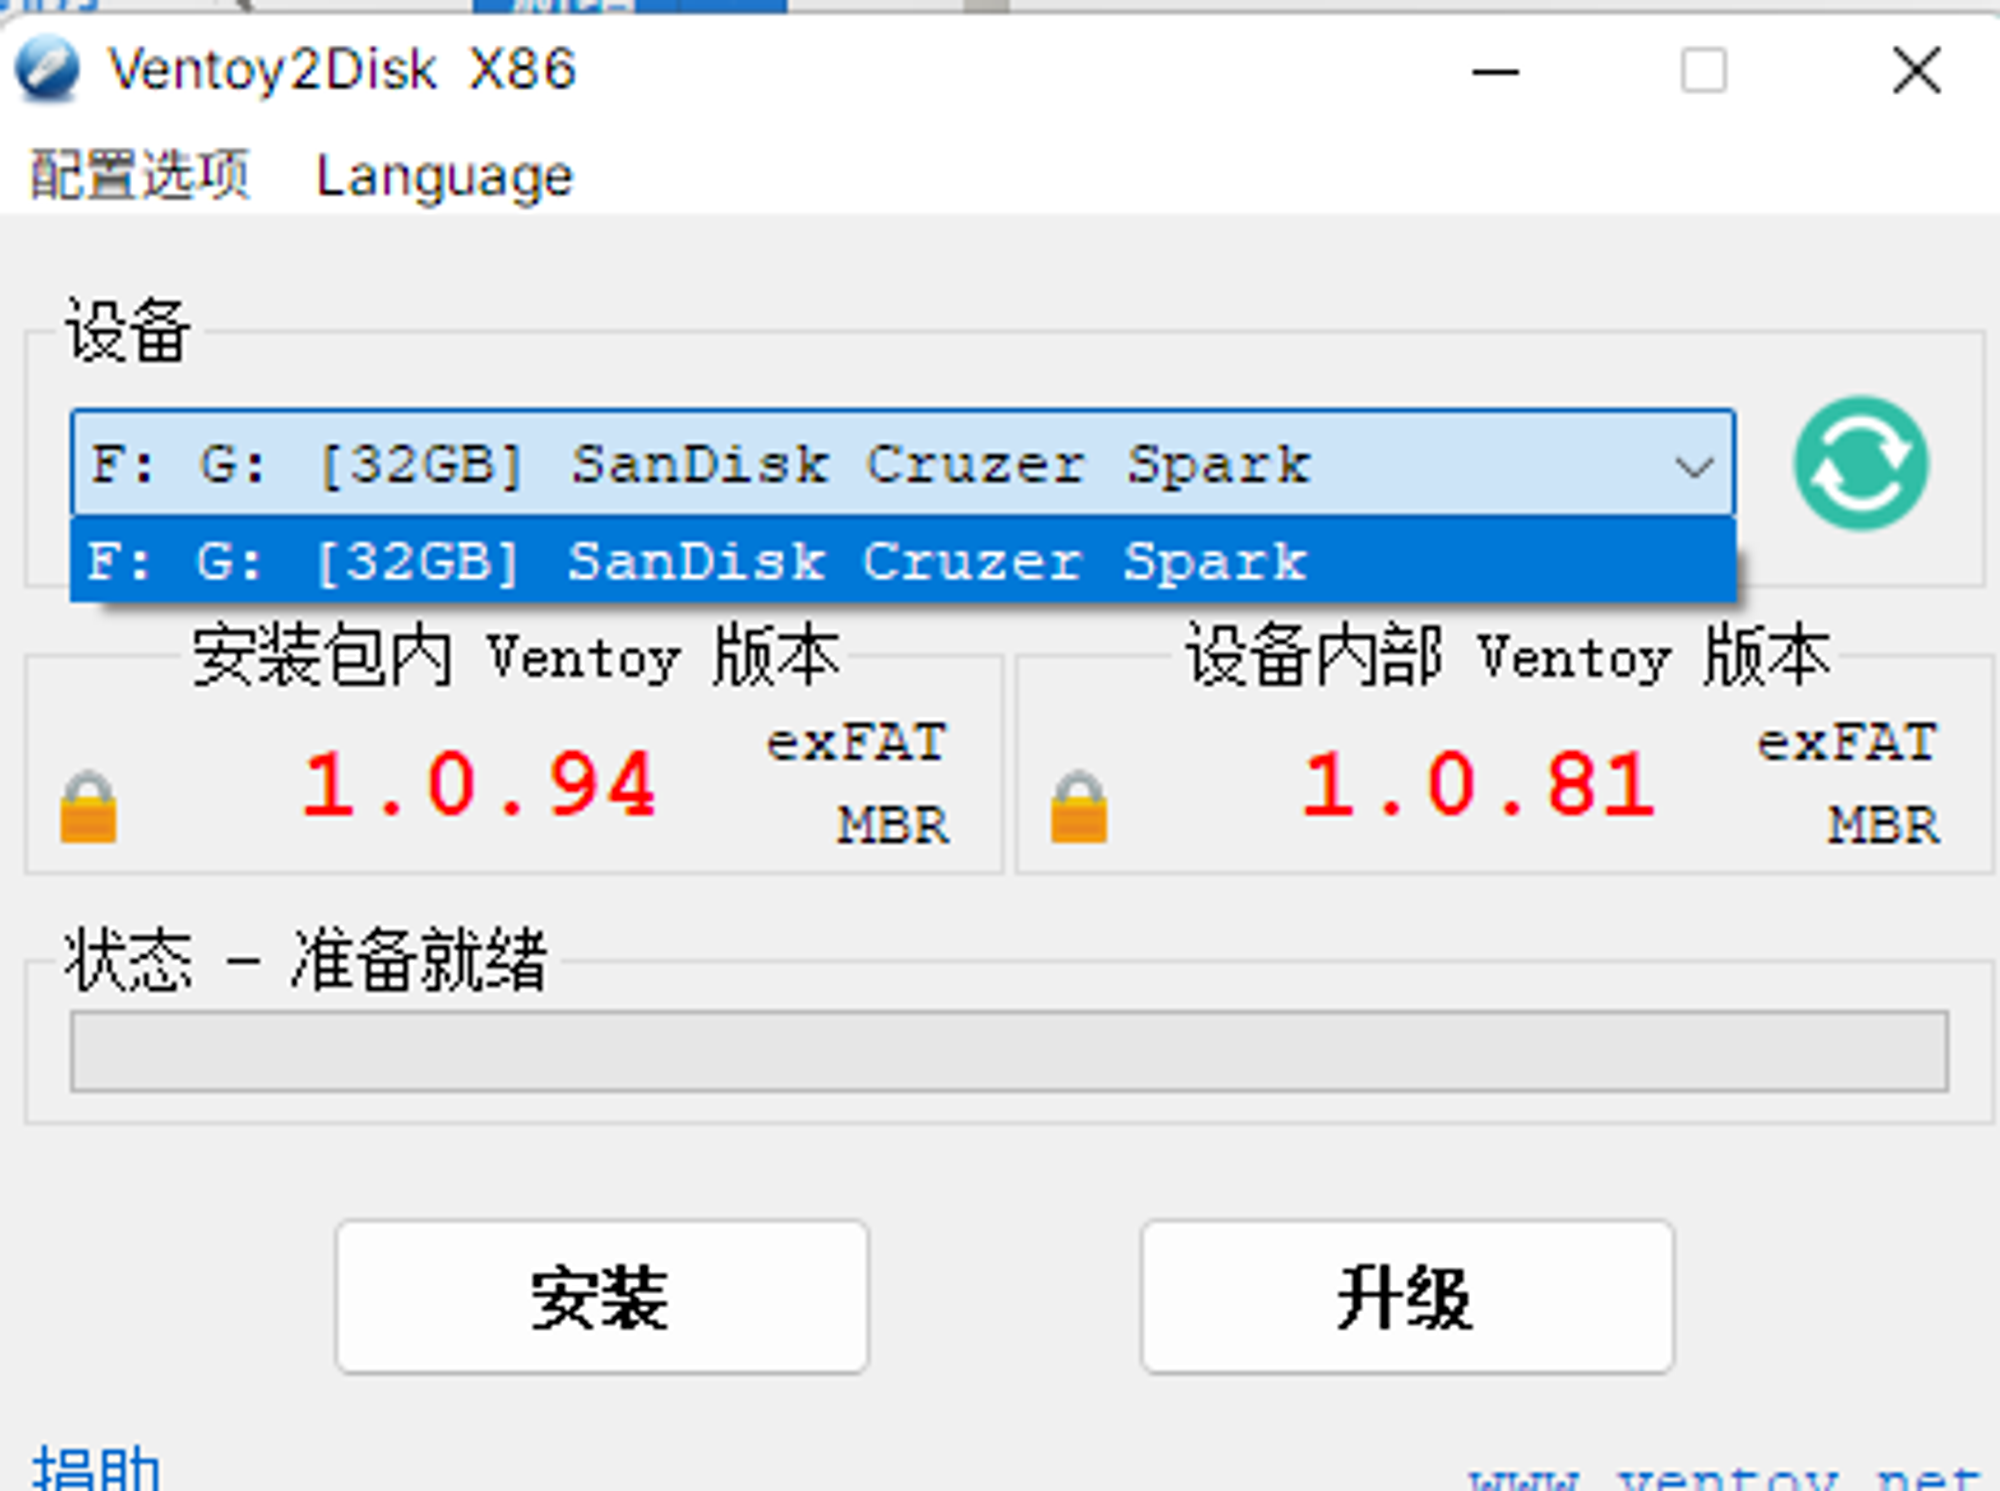 Ventoy2Disk X86
配置选项 Language
设备
F: G: [32GB] SanDisk Cruzer Spark
F: G: [32GB] SanDisk Cruzer Spark
安装包内 Ventoy 版本
1.0.94
exFAT
MBR
设备内部 Ventoy 版本
1.0.81
exFAT
MBR
状态 - 准备就绪
安装
升级
捐助
www.ventoy.net